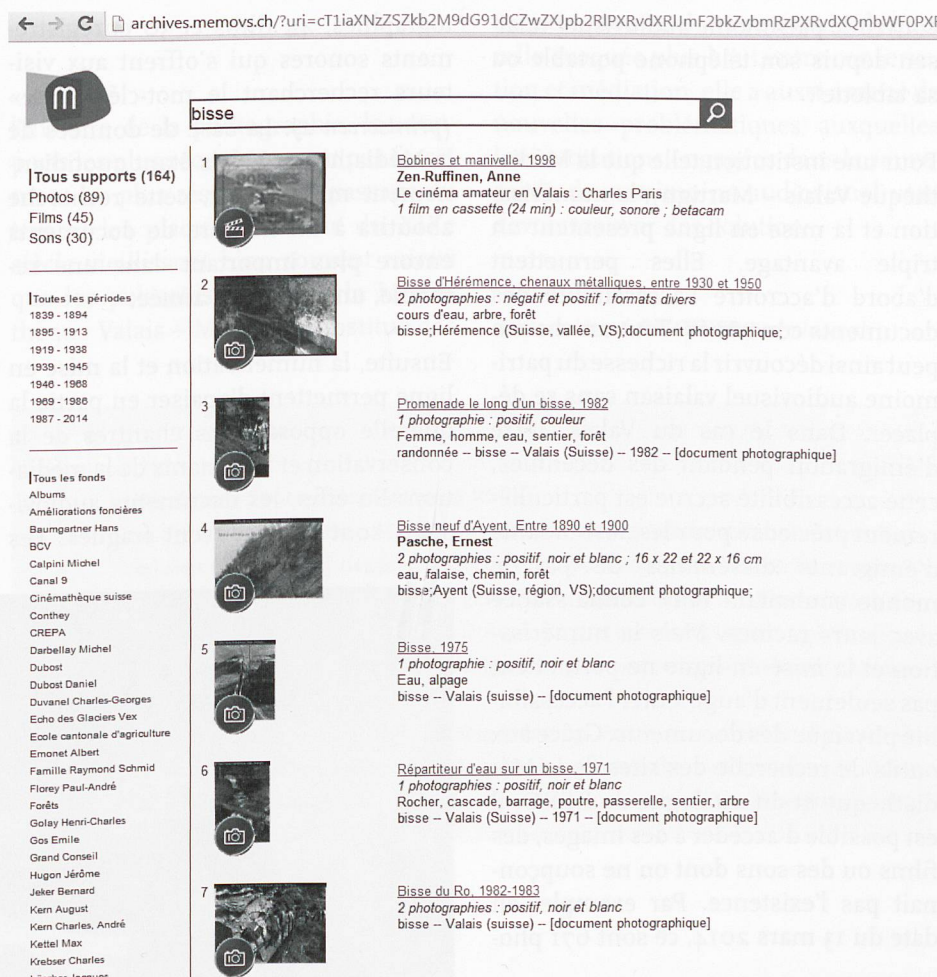 archives.memovs.ch/?uri=cT1iaXNzZSZkb2M9dG91dCZwZXJpb2RlPXRvdXRlJmF2bkZvbmRzPXRvdXQmbWF0PXR
m
bisse
Tous supports (164)
Photos (89)
Films (45)
Sons (30)
Toutes les périodes
1839 - 1894
1895 - 1913
1919 - 1938
1939 - 1945
1946 - 1968
1969 - 1986
1987 - 2014
Tous les fonds
Albums
Améliorations foncières
Baumgartner Hans
BCV
Calpini Michel
Canal 9
Cinémathèque suisse
Conthey
CREPA
Darbellay Michel
Dubost
Dubost Daniel
Duvanel Charles-Georges
Echo des Glaciers Vex
Ecole cantonale d'agriculture
Emonet Albert
Famille Raymond Schmid
Florey Paul-André
Forêts
Golay Henri-Charles
Gos Emile
Grand Conseil
Hugon Jérôme
Jeker Bernard
Kern August
Kern Charles, André
Kettel Max
Krebser Charles
1
BOBINES
Bobines et manivelle, 1998
Zen-Ruffinen, Anne
Le cinéma amateur en Valais : Charles Paris
1 film en cassette (24 min) : couleur, sonore ; betacam
2
Bisse d'Hérémence, chenaux métalliques, entre 1930 et 1950
2 photographies : négatif et positif ; formats divers
cours d'eau, arbre, forêt
bisse;Hérémence (Suisse, vallée, VS);document photographique;
3
Promenade le long d'un bisse, 1982
1 photographie : positif, couleur
Femme, homme, eau, sentier, forêt
randonnée -- bisse -- Valais (Suisse) -- 1982 -- [document photographique]
4
Bisse neuf d'Ayent, Entre 1890 et 1900
Pasche, Ernest
2 photographies : positif, noir et blanc ; 16 x 22 et 22 x 16 cm
eau, falaise, chemin, forêt
bisse;Ayent (Suisse, région, VS);document photographique;
5
Bisse, 1975
1 photographie : positif, noir et blanc
Eau, alpage
bisse -- Valais (suisse) -- [document photographique]
6
Répartiteur d'eau sur un bisse, 1971
1 photographie : positif, noir et blanc
Rocher, cascade, barrage, poutre, passerelle, sentier, arbre
bisse -- Valais (Suisse) -- 1971 -- [document photographique]
7
Bisse du Ro, 1982-1983
2 photographies : positif, noir et blanc
bisse -- Valais (suisse) -- [document photographique]